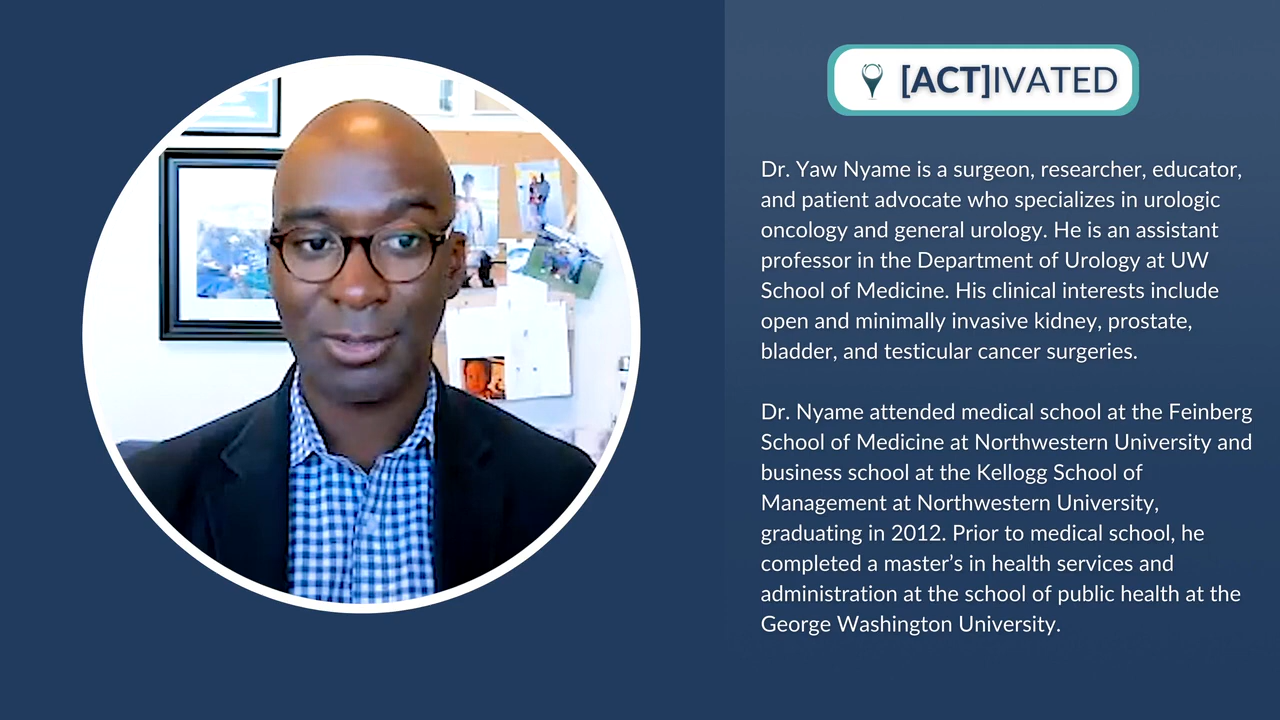 [ACT]IVATED
Dr. Yaw Nyame is a surgeon, researcher, educator,
and patient advocate who specializes in urologic
oncology and general urology. He is an assistant
professor in the Department of Urology at UW
School of Medicine. His clinical interests include
open and minimally invasive kidney, prostate,
bladder, and testicular cancer surgeries.
Dr. Nyame attended medical school at the Feinberg
School of Medicine at Northwestern University and
business school at the Kellogg School of
Management at Northwestern University,
graduating in 2012. Prior to medical school, he
completed a master’s in health services and
administration at the school of public health at the
George Washington University.